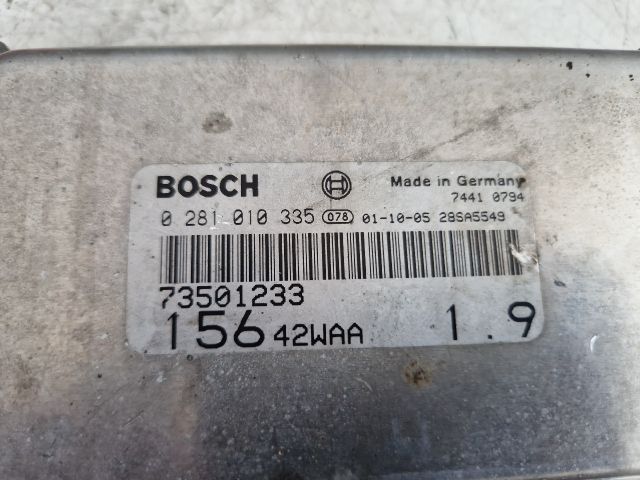 BOSCH Made in Germany
7441 0794
0 281 010 335 078 01-10-05 28SA5549
73501233
156 42WAA 1.9